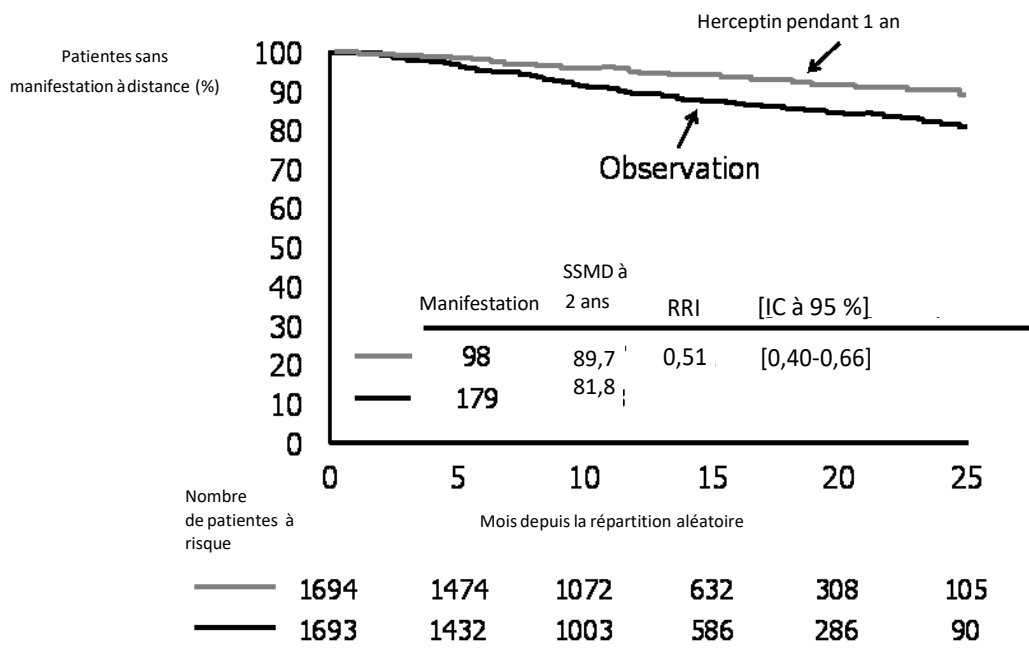 Herceptin pendant 1 an
Patientes sans
manifestation à distance (%)
100
90
80
70
60
50
40
30
20
10
0
Observation
SSMD à
2 ans
Manifestation
RRI
[IC à 95 %]
98 89,7 0,51 [0,40-0,66]
179 81,8
0 5 10 15 20 25
Mois depuis la répartition aléatoire
Nombre
de patientes à
risque
1694 1474 1072 632 308 105
1693 1432 1003 586 286 90